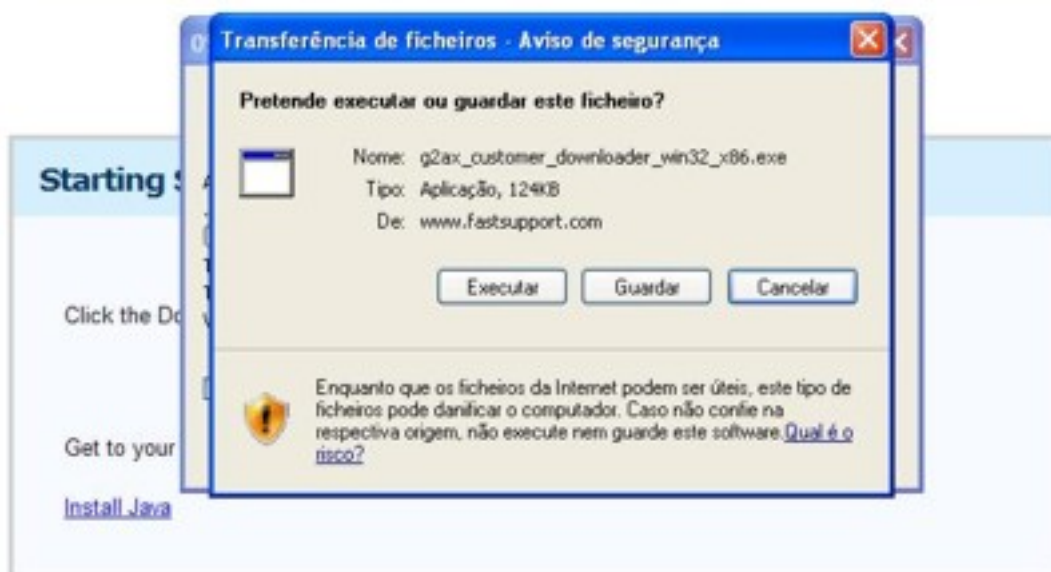 Transferência de ficheiros - Aviso de segurança
Pretende executar ou guardar este ficheiro?
Nome: g2ax_customer_downloader_win32_x86.exe
Tipo: Aplicação, 124KB
De: www.fastsupport.com
Executar
Guardar
Cancelar
Enquanto que os ficheiros da Internet podem ser úteis, este tipo de
ficheiros pode danificar o computador. Caso não confie na
respectiva origem, não execute nem guarde este software. Qual é o
risco?
Starting
Click the
Get to your
Install Java